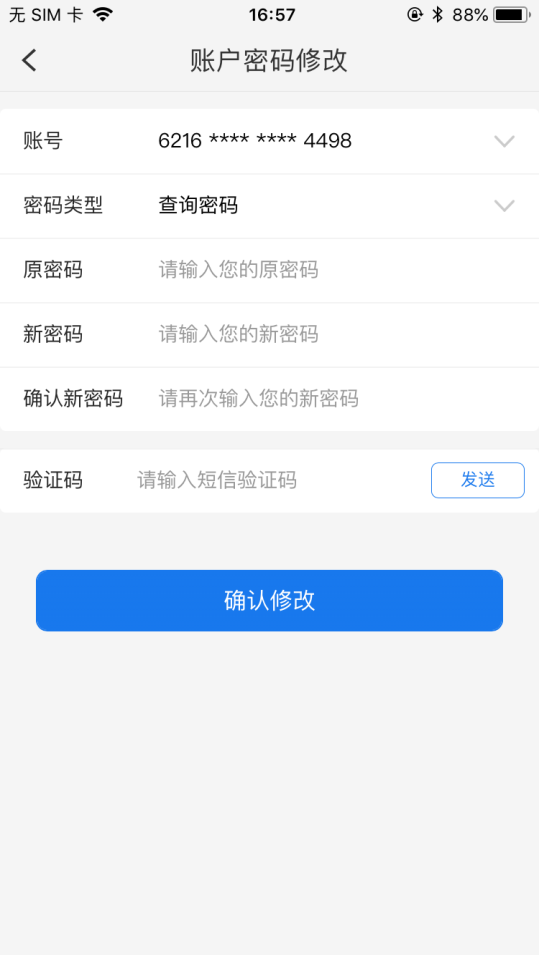 无 SIM 卡 16:57 88%
账户密码修改
账号 6216 **** **** 4498
密码类型 查询密码
原密码 请输入您的原密码
新密码 请输入您的新密码
确认新密码 请再次输入您的新密码
验证码 请输入短信验证码 发送
确认修改